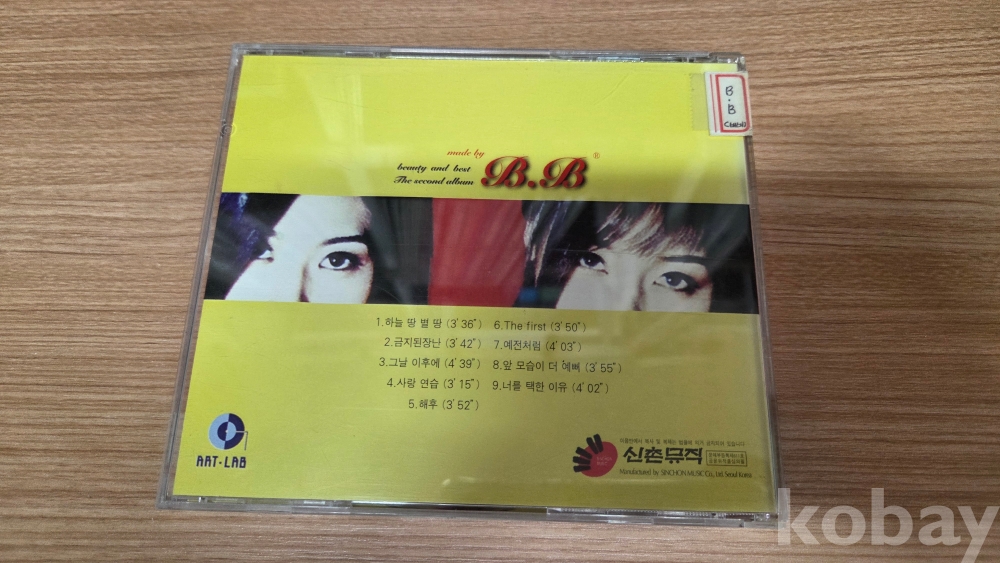 B
.
B
made by
beauty and best
The second album
B.B®
1.하늘 땅 별 땀 (3'36")
2.금지된장난 (3'42")
3.그날 이후에 (4'39")
4.사랑 연습 (3'15")
5.해후 (3'52")
6.The first (3'50")
7.예전처럼 (4'03")
8.앞 모습이 더 예뻐 (3'55")
9.너를 택한 이유 (4'02")
ART·LAB
신촌뮤직
Manufactured by SINCHON MUSIC Co., Ltd. Seoul Korea
kobay